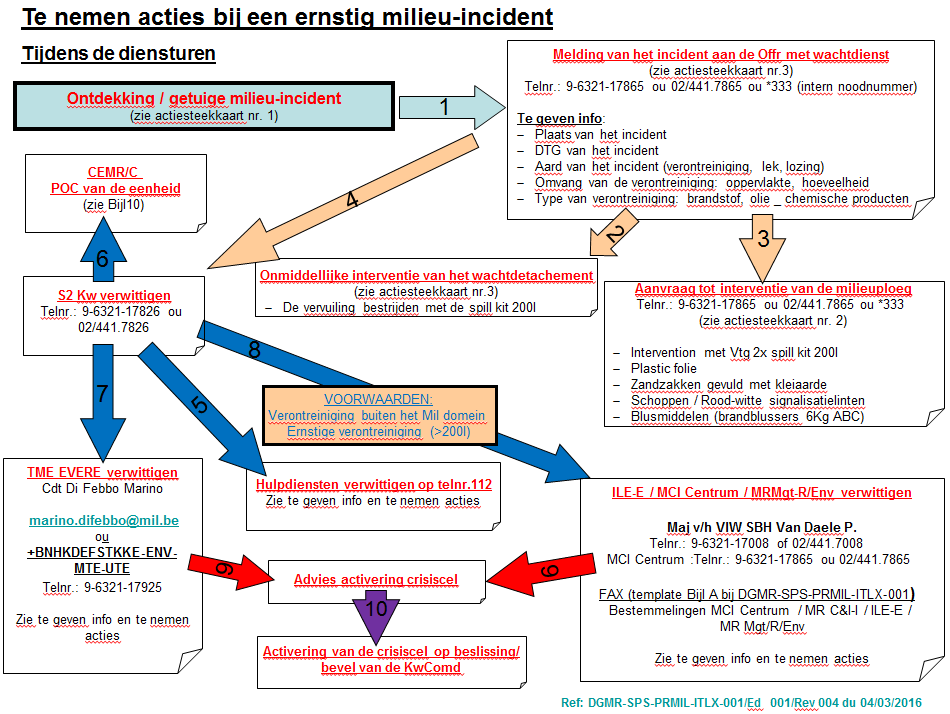 Te nemen acties bij een ernstig milieu-incident
Tijdens de diensturen
Ontdekking / getuige milieu-incident
(zie actiesteekkaart nr. 1)
1
Melding van het incident aan de Offr met wachtdienst
(zie actiesteekkaart nr.3)
Telnr.: 9-6321-17865 ou 02/441.7865 ou *333 (intern noodnummer)
Te geven info:
– Plaats van het incident
– DTG van het incident
– Aard van het incident (verontreiniging, lek, lozing)
– Omvang van de verontreiniging: oppervlakte, hoeveelheid
– Type van verontreiniging: brandstof, olie _ chemische producten
CEMR/C
POC van de eenheid
(zie Bijl10)
4
2
3
6
Onmiddellijke interventie van het wachtdetachement
(zie actiesteekkaart nr.3)
– De vervuiling bestrijden met de spill kit 200l
S2 Kw verwittigen
Telnr.: 9-6321-17826 ou
02/441.7826
Aanvraag tot interventie van de milieuploeg
Telnr.: 9-6321-17865 ou 02/441.7865 ou *333
(zie actiesteekkaart nr. 2)
– Intervention met Vtg 2x spill kit 200l
– Plastic folie
– Zandzakken gevuld met kleiaarde
– Schoppen / Rood-witte signalisatielinten
– Blusmiddelen (brandblussers 6Kg ABC)
8
7
5
VOORWAARDEN:
Verontreiniging buiten het Mil domein
Ernstige verontreiniging (>200l)
TME EVERE verwittigen
Cdt Di Febbo Marino
marino.difebbo@mil.be
ou
+BNHKDEFSTKKE-ENV-
MTE-UTE
Telnr.: 9-6321-17925
Zie te geven info en te nemen
acties
Hulpdiensten verwittigen op telnr.112
Zie te geven info en te nemen acties
ILE-E / MCI Centrum / MRMgt-R/Env verwittigen
Maj v/h VIW SBH Van Daele P.
Telnr.: 9-6321-17008 of 02/441.7008
MCI Centrum :Telnr.: 9-6321-17865 ou 02/441.7865
FAX (template Bijl A bij DGMR-SPS-PRMIL-ITLX-001)
Bestemmelingen MCI Centrum / MR C&I-I / ILE-E /
MR Mgt/R/Env
Zie te geven info en te nemen acties
9
Advies activering crisiscel
9
10
Activering van de crisiscel op beslissing/
bevel van de KwComd
Ref: DGMR-SPS-PRMIL-ITLX-001/Ed 001/Rev 004 du 04/03/2016